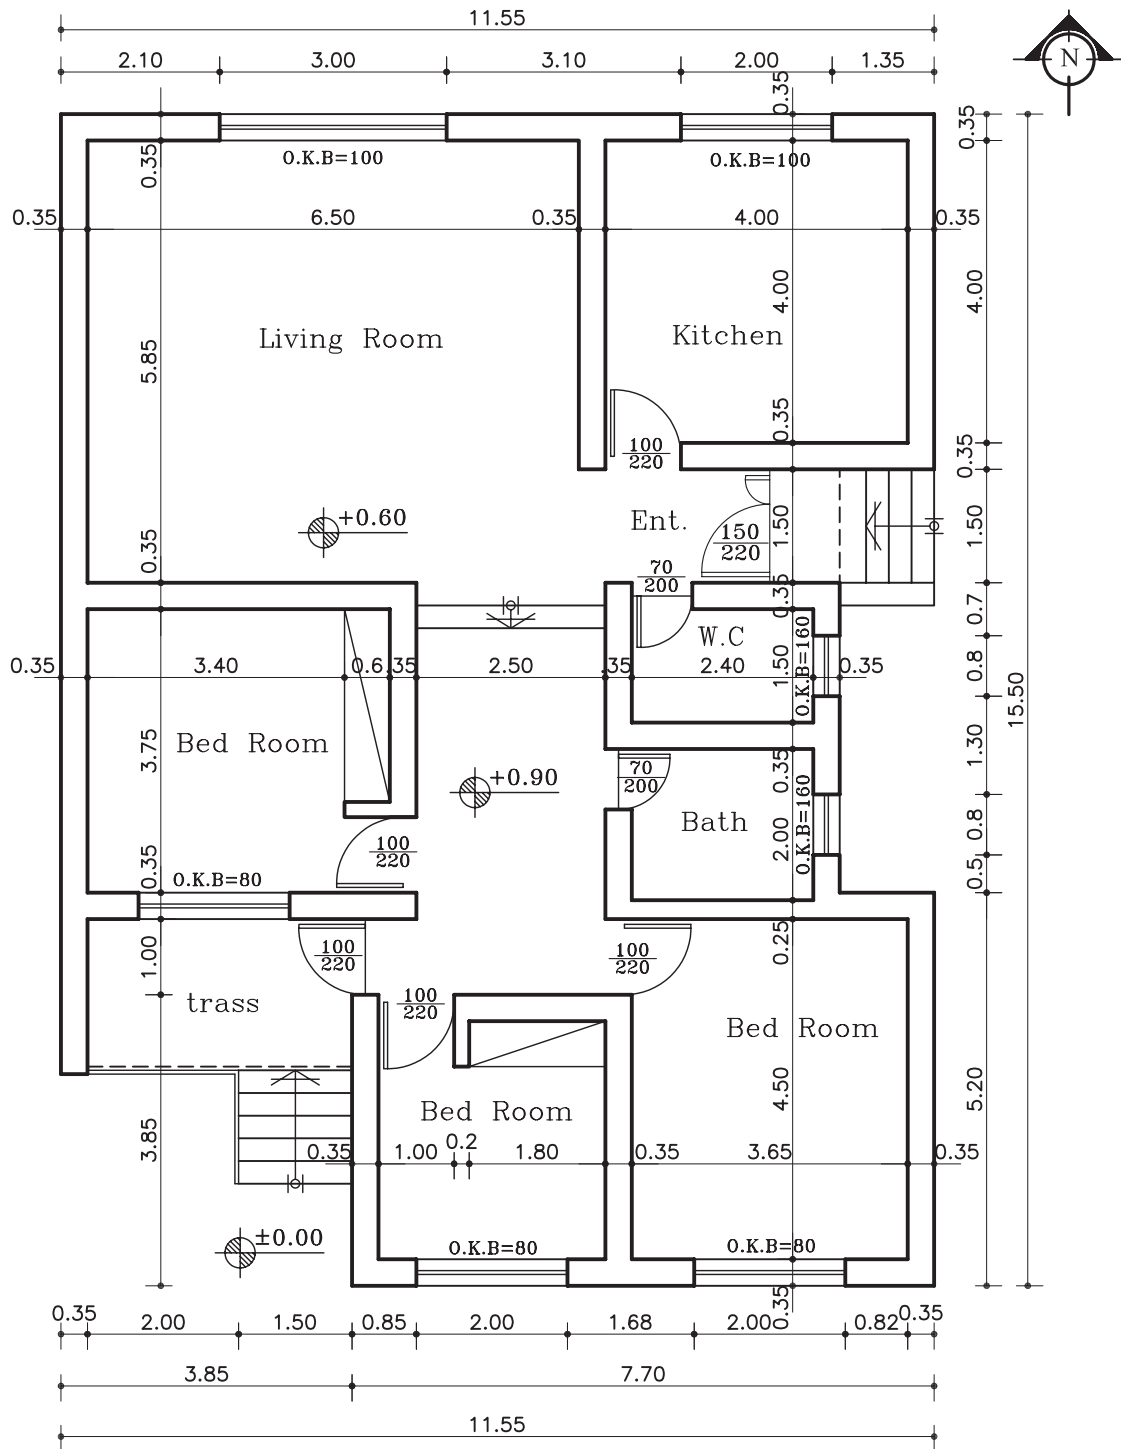 11.55
2.10 3.00 3.10 2.00 1.35
N
0.35 0.35
O.K.B=100 O.K.B=100
0.35
0.35 6.50 0.35 4.00 0.35
4.00 4.00
Living Room Kitchen
5.85
0.35 0.35
100
220
+0.60 Ent. 150
220
1.50 1.50
0.35
70
200
0.35 0.7
W.C
O.K.B=160
0.35 3.40 0.6 .35 2.50 .35 2.40 1.50 0.35 0.8
15.50
Bed Room 3.75
1.30
0.35
+0.90 70
200
O.K.B=160
Bath 2.00 0.8
100
220
0.35 O.K.B=80 0.5
1.00 100
220
100
220
0.25
trass 100
220
Bed Room
4.50 5.20
Bed Room
3.85
0.35 1.00 0.2 1.80 0.35 3.65 0.35
±0.00 O.K.B=80 O.K.B=80
0.35
0.35 2.00 1.50 0.85 2.00 1.68 2.00 0.82 0.35
3.85 7.70
11.55